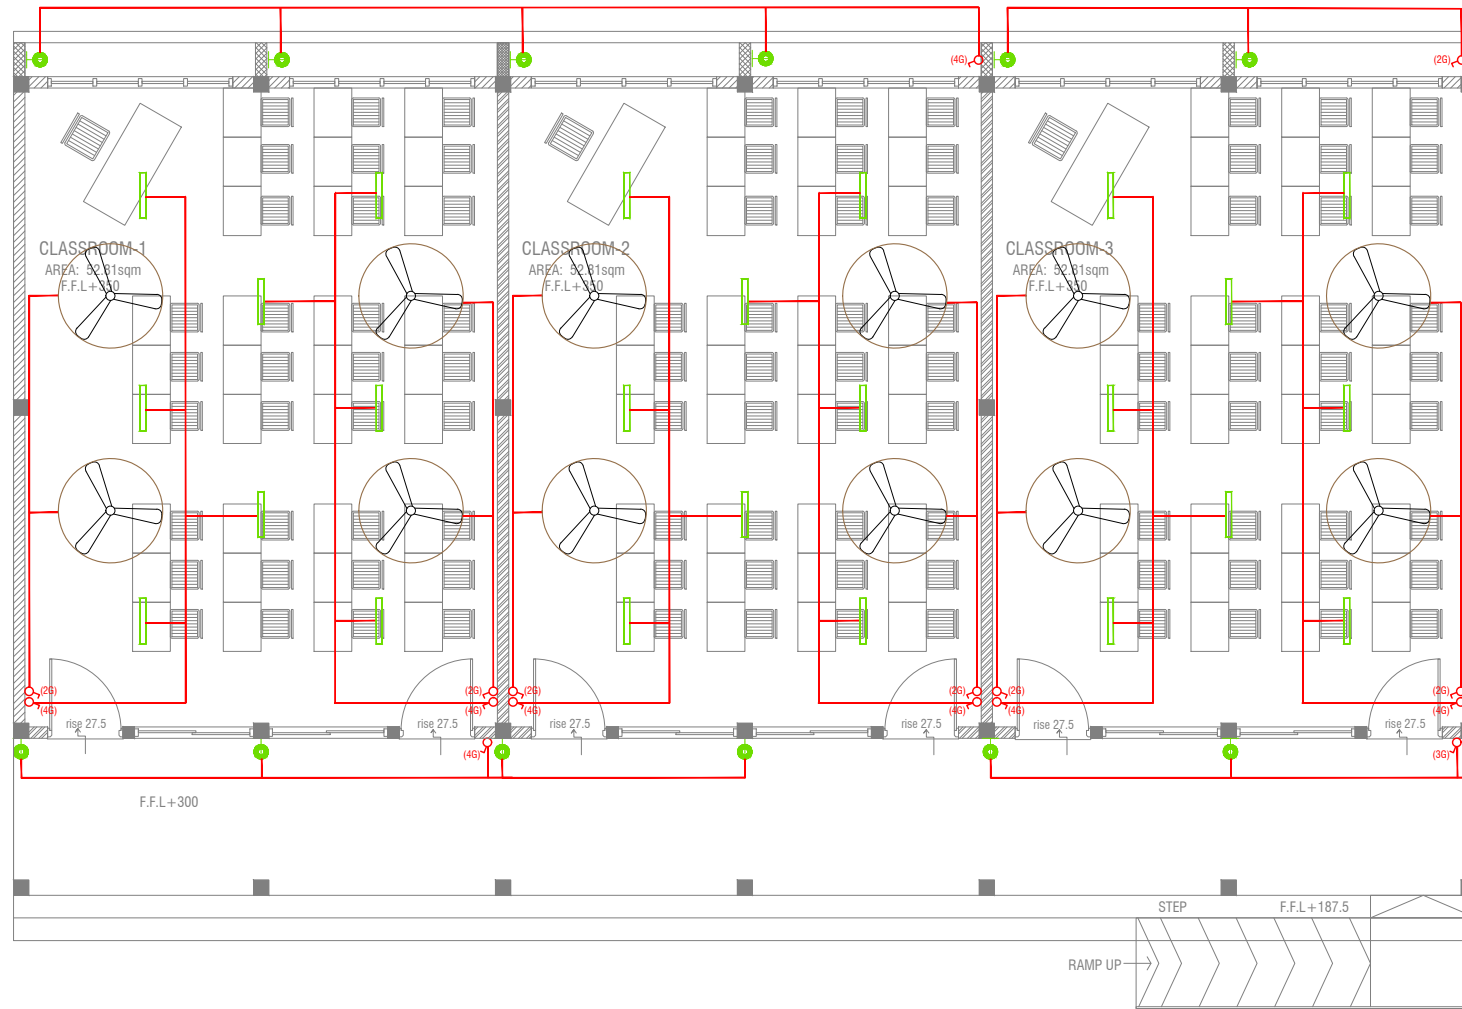 (4G)
(2G)
CLASSROOM-1
AREA: 52.81sqm
F.F.L+350
CLASSROOM-2
AREA: 52.81sqm
F.F.L+350
CLASSROOM-3
AREA: 52.81sqm
F.F.L+350
(2G)
(2G)
(2G)
(2G)
(2G)
(2G)
(4G)
(4G)
(4G)
(4G)
(4G)
(4G)
rise 27.5
rise 27.5
rise 27.5
rise 27.5
rise 27.5
rise 27.5
(4G)
(3G)
F.F.L+300
STEP
F.F.L+187.5
RAMP UP